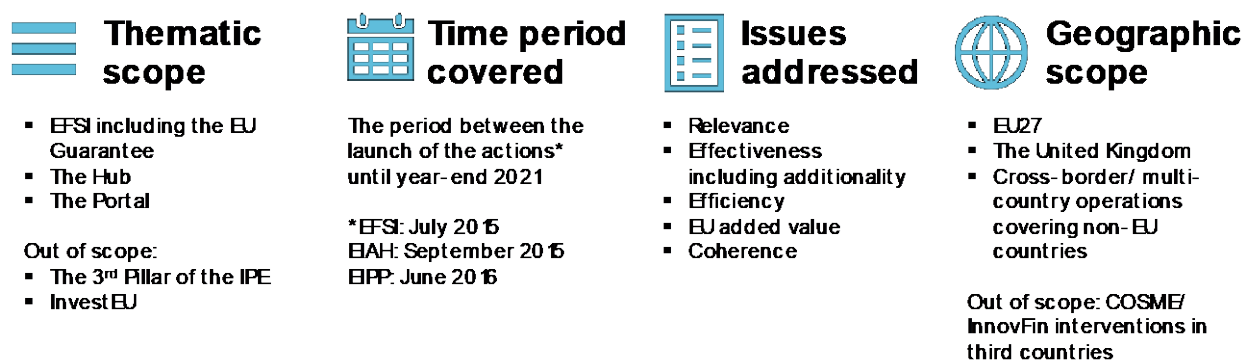 Thematic
scope
▪ EFSI including the EU
Guarantee
▪ The Hub
▪ The Portal
Out of scope:
▪ The 3rd Pillar of the IPE
▪ InvestEU
Time period
covered
The period between the
launch of the actions*
until year-end 2021
*EFSI: July 2015
EIAH: September 2015
EIPP: June 2016
Issues
addressed
▪ Relevance
▪ Effectiveness
including additionality
▪ Efficiency
▪ EU added value
▪ Coherence
Geographic
scope
▪ EU27
▪ The United Kingdom
▪ Cross-border/ multi-
country operations
covering non-EU
countries
Out of scope: COSME/
InnovFin interventions in
third countries